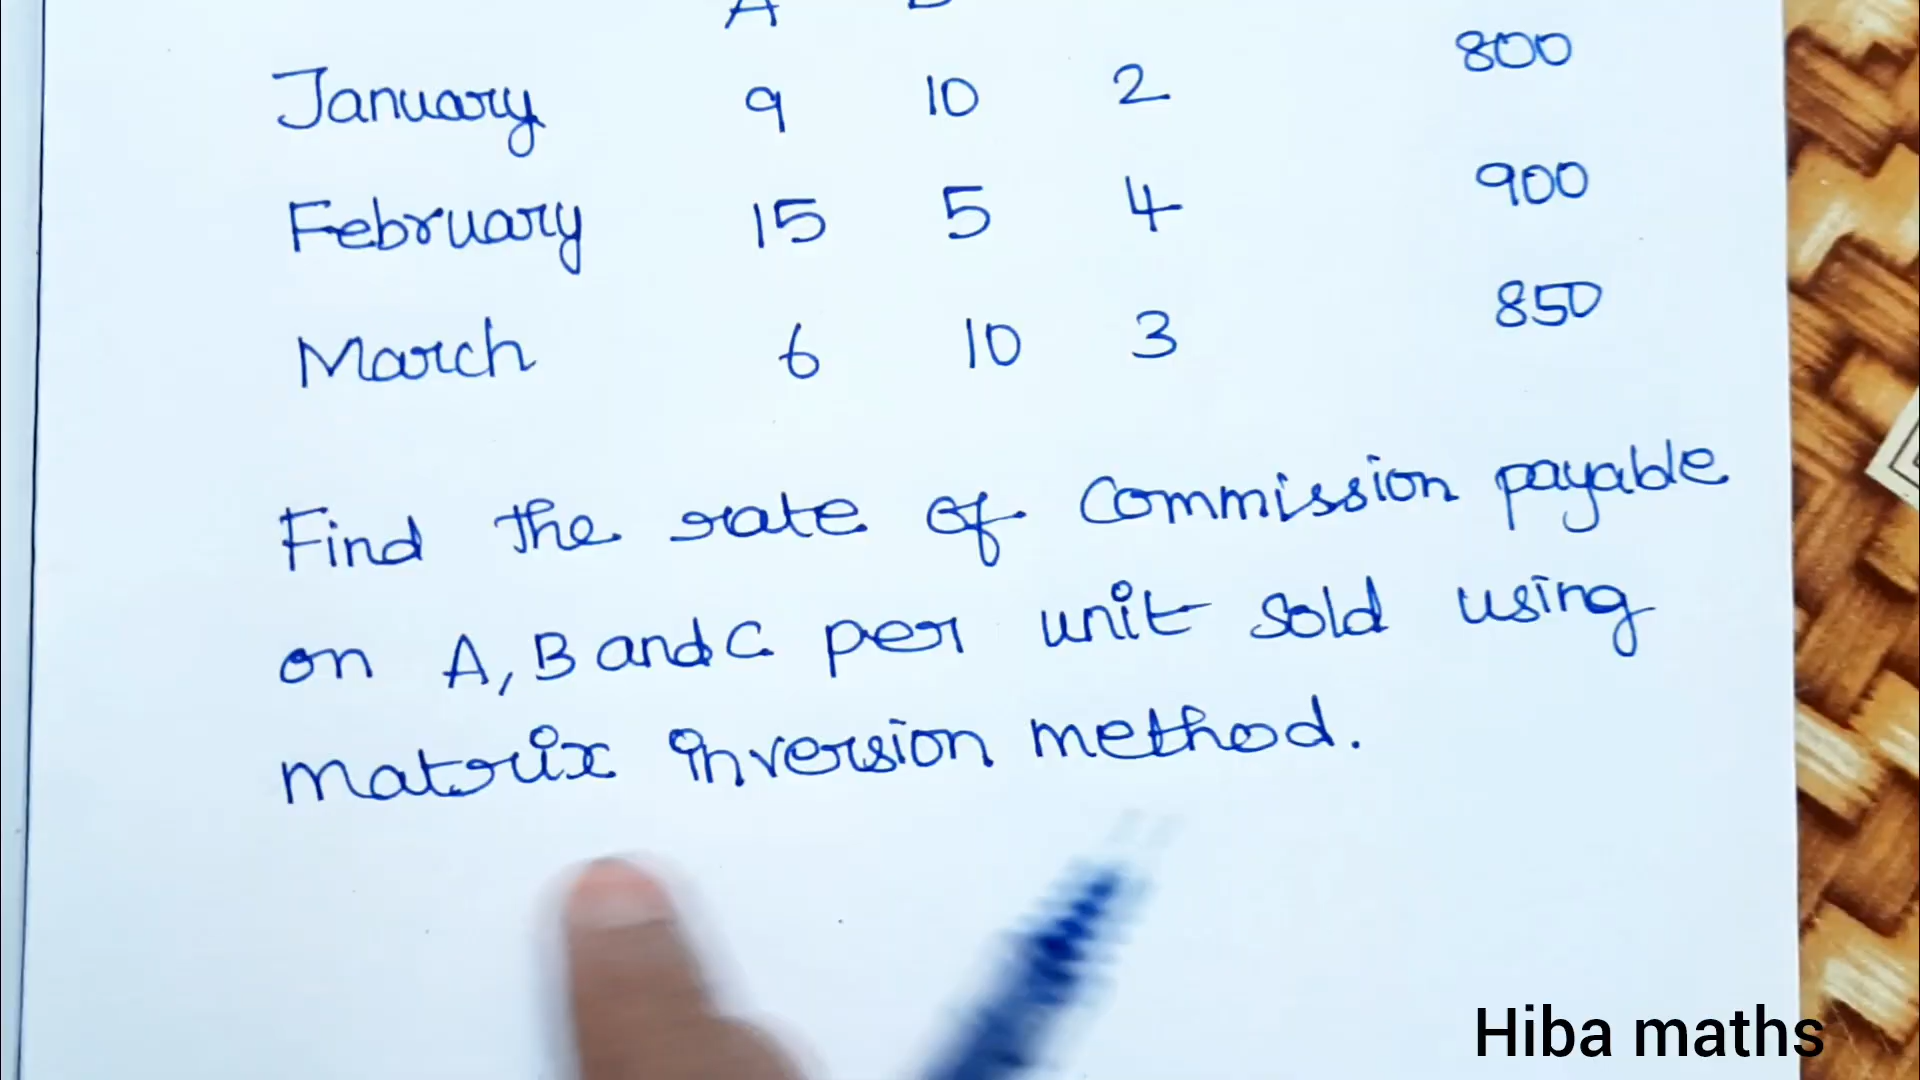 A
January 9 10 2 800
February 15 5 4 900
March 6 10 3 850
Find the rate of commission payable
on A, B and C per unit sold using
matrix inversion method.
Hiba maths